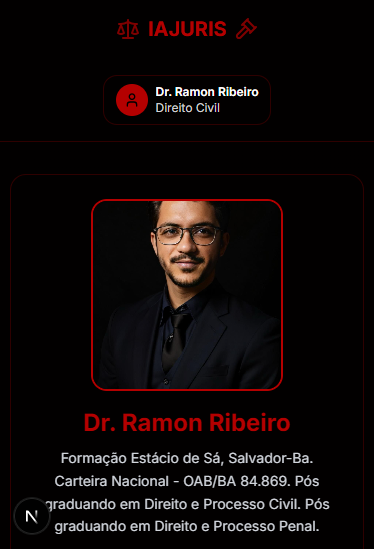 IAJURIS
Dr. Ramon Ribeiro
Direito Civil
Dr. Ramon Ribeiro
Formação Estácio de Sá, Salvador-Ba.
Carteira Nacional - OAB/BA 84.869. Pós
graduando em Direito e Processo Civil. Pós
graduando em Direito e Processo Penal.
N